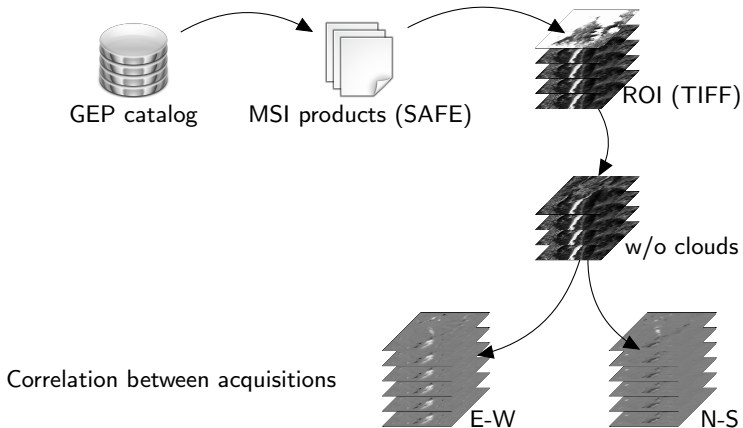 GEP catalog
MSI products (SAFE)
ROI (TIFF)
w/o clouds
Correlation between acquisitions
E-W
N-S